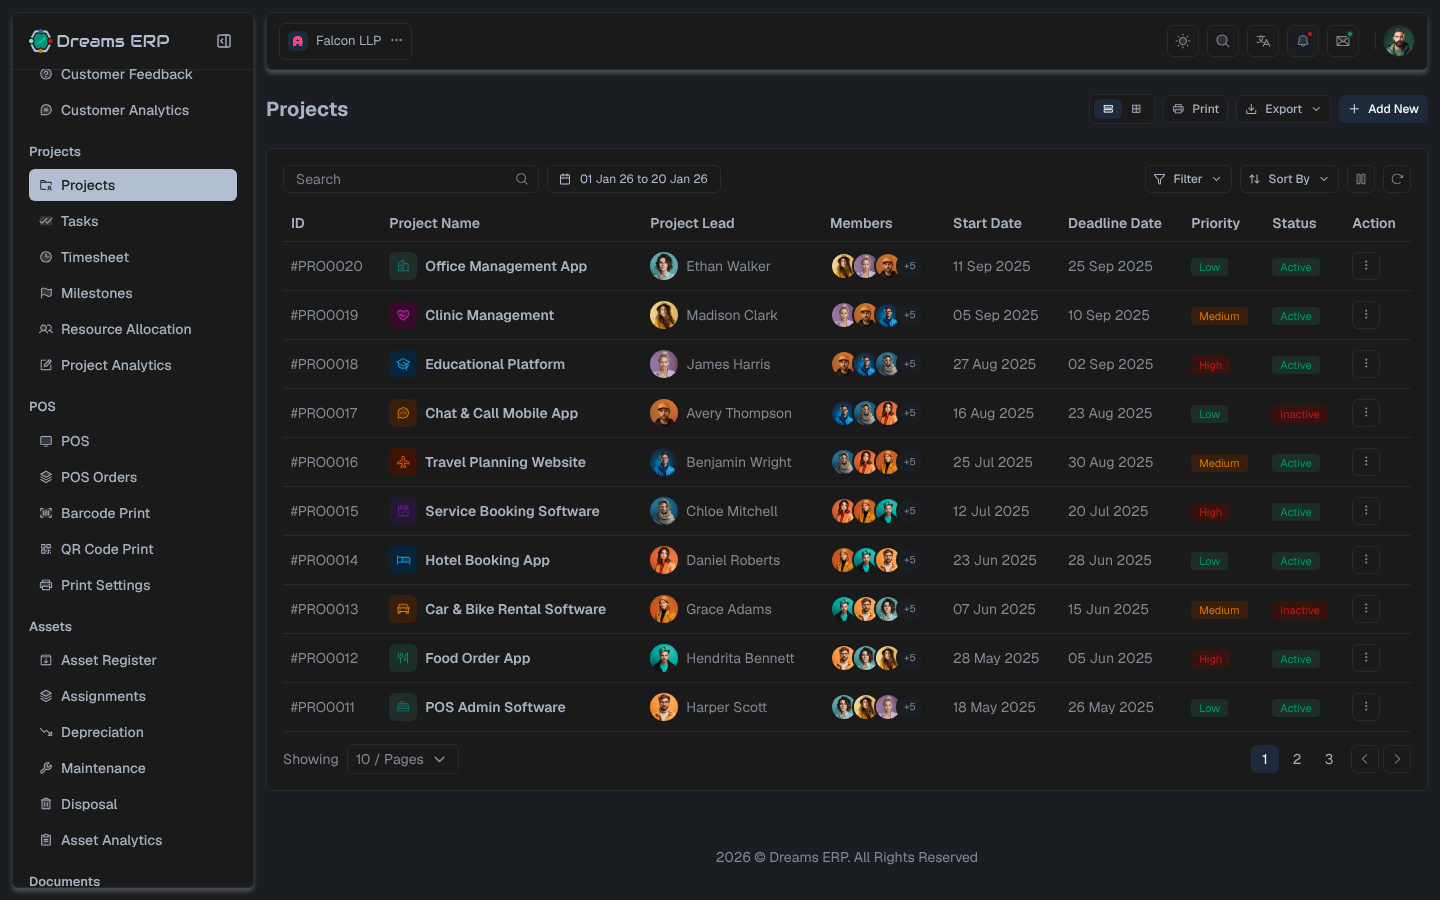 Dreams ERP
Falcon LLP ···
Customer Feedback
Customer Analytics
Projects
Projects
Tasks
Timesheet
Milestones
Resource Allocation
Project Analytics
POS
POS
POS Orders
Barcode Print
QR Code Print
Print Settings
Assets
Asset Register
Assignments
Depreciation
Maintenance
Disposal
Asset Analytics
Documents
Projects
Print
Export
Add New
Search
01 Jan 26 to 20 Jan 26
Filter
Sort By
ID Project Name Project Lead Members Start Date Deadline Date Priority Status Action
#PRO0020 Office Management App Ethan Walker +5 11 Sep 2025 25 Sep 2025 Low Active
#PRO0019 Clinic Management Madison Clark +5 05 Sep 2025 10 Sep 2025 Medium Active
#PRO0018 Educational Platform James Harris +5 27 Aug 2025 02 Sep 2025 High Active
#PRO0017 Chat & Call Mobile App Avery Thompson +5 16 Aug 2025 23 Aug 2025 Low Inactive
#PRO0016 Travel Planning Website Benjamin Wright +5 25 Jul 2025 30 Aug 2025 Medium Active
#PRO0015 Service Booking Software Chloe Mitchell +5 12 Jul 2025 20 Jul 2025 High Active
#PRO0014 Hotel Booking App Daniel Roberts +5 23 Jun 2025 28 Jun 2025 Low Active
#PRO0013 Car & Bike Rental Software Grace Adams +5 07 Jun 2025 15 Jun 2025 Medium Inactive
#PRO0012 Food Order App Hendrita Bennett +5 28 May 2025 05 Jun 2025 High Active
#PRO0011 POS Admin Software Harper Scott +5 18 May 2025 26 May 2025 Low Active
Showing 10 / Pages
1 2 3
2026 © Dreams ERP. All Rights Reserved